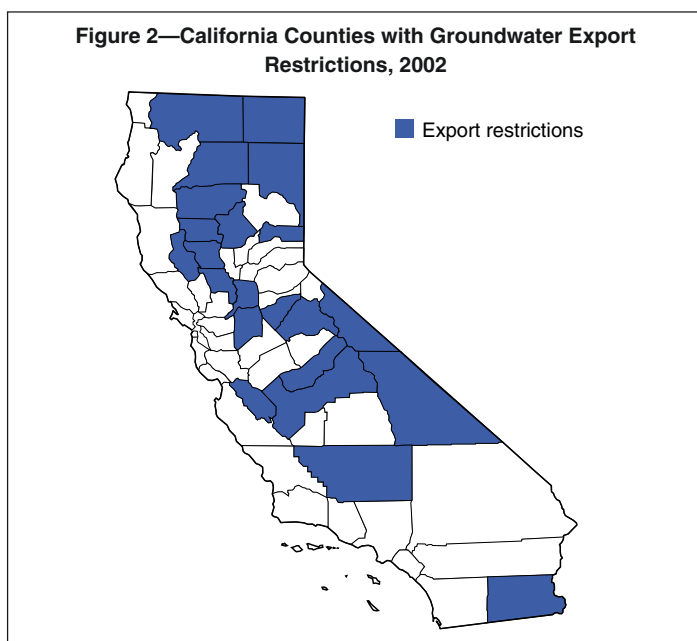 Figure 2—California Counties with Groundwater Export
Restrictions, 2002
Export restrictions